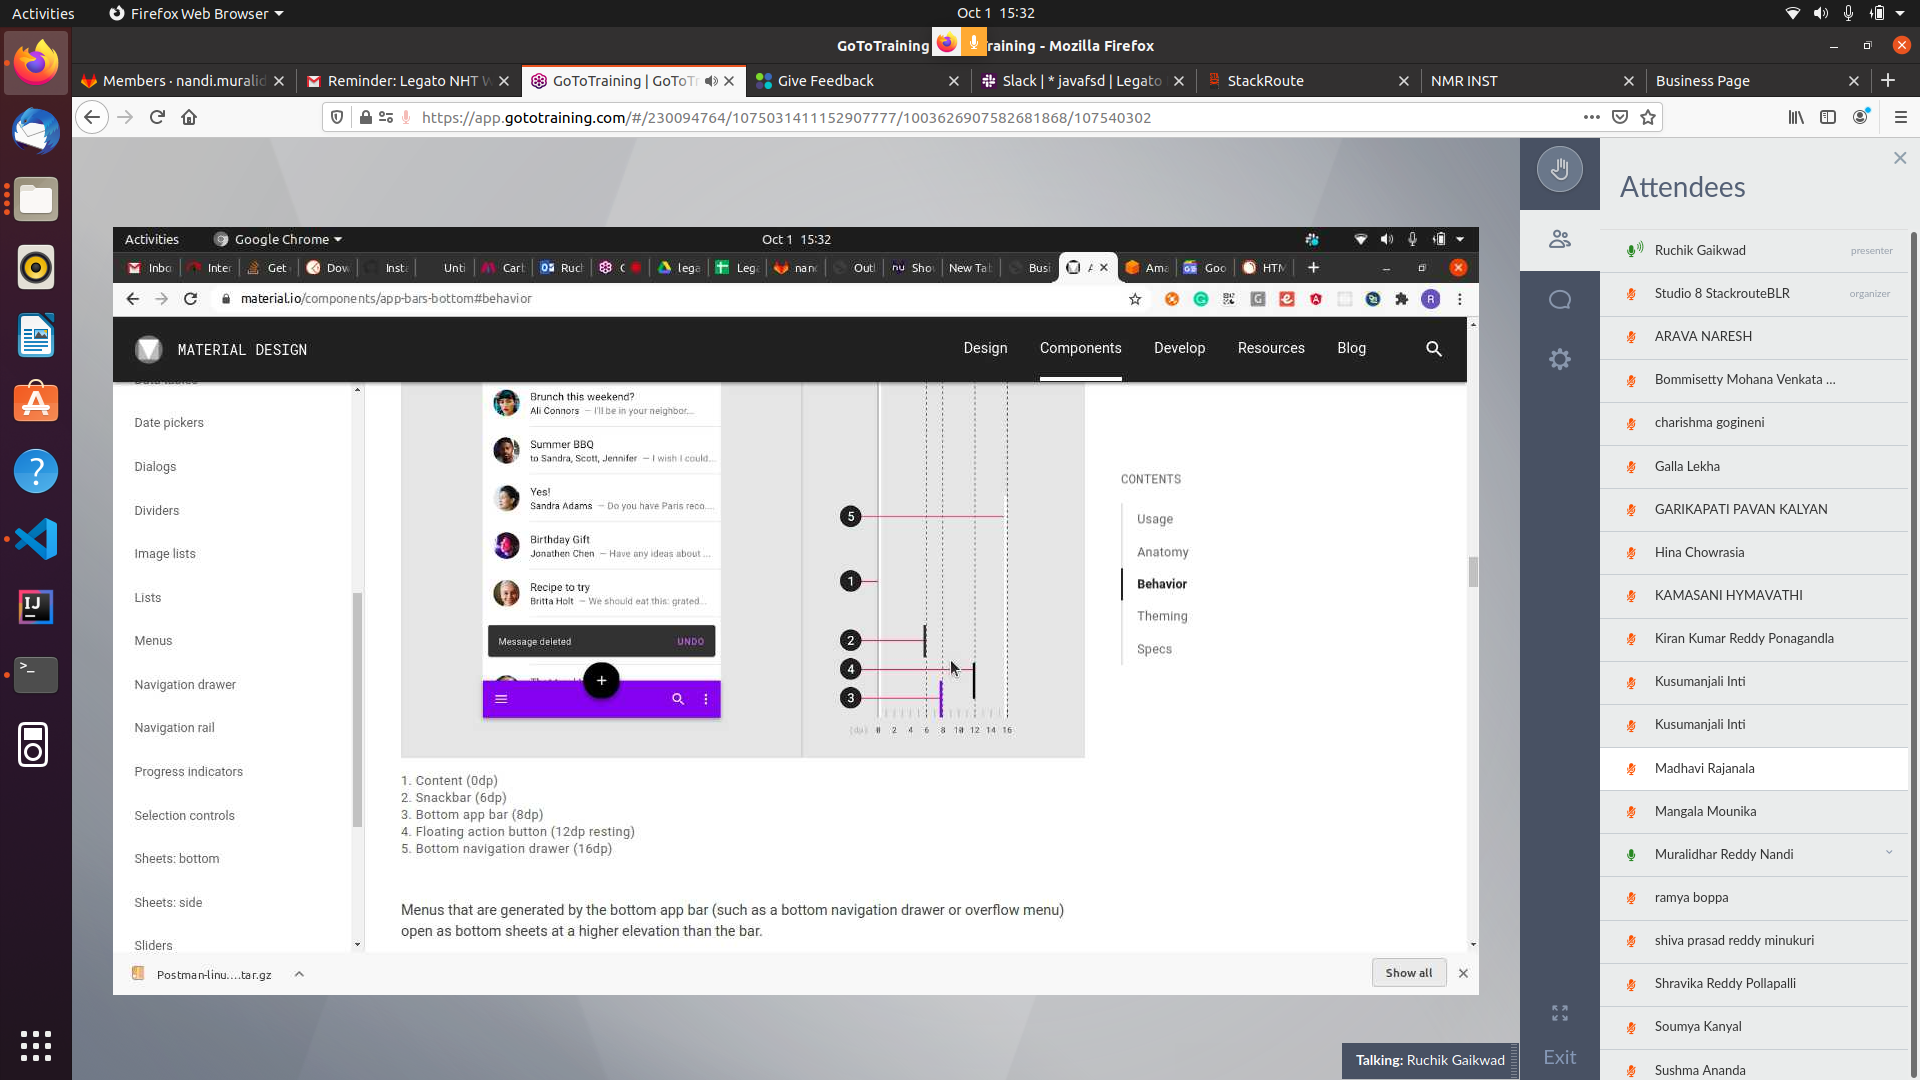 Activities
Firefox Web Browser
Oct 1 15:32
GoToTraining
raining - Mozilla Firefox
Members · nandi.muralid
Reminder: Legato NHT W
GoToTraining | GoToTr
Give Feedback
Slack | * javafsd | Legato
StackRoute
NMR INST
Business Page
https://app.gototraining.com/#/230094764/1075031411152907777/1003626907582681868/107540302
Activities
Google Chrome
Oct 1 15:32
Inbo
Inter
Get
Dov
Insta
Unti
Cart
Ruc
lega
Lega
nan
Outl
Sho
New Ta
Busi
Ama
Goo
HTM
material.io/components/app-bars-bottom#behavior
MATERIAL DESIGN
Design
Components
Develop
Resources
Blog
Date pickers
Dialogs
Dividers
Image lists
Lists
Menus
Navigation drawer
Navigation rail
Progress indicators
Selection controls
Sheets: bottom
Sheets: side
Sliders
Brunch this weekend?
Ali Connors — I'll be in your neighbor...
Summer BBQ
to Sandra, Scott, Jennifer — I wish I could...
Yes!
Sandra Adams — Do you have Paris reco...
Birthday Gift
Jonathen Chen — Have any ideas about ...
Recipe to try
Britta Holt — We should eat this: grated...
Message deleted
UNDO
5
1
2
4
3
(dp) 0 2 4 6 8 10 12 14 16
1. Content (0dp)
2. Snackbar (6dp)
3. Bottom app bar (8dp)
4. Floating action button (12dp resting)
5. Bottom navigation drawer (16dp)
Menus that are generated by the bottom app bar (such as a bottom navigation drawer or overflow menu)
open as bottom sheets at a higher elevation than the bar.
CONTENTS
Usage
Anatomy
Behavior
Theming
Specs
Postman-linu....tar.gz
Show all
Talking: Ruchik Gaikwad
Exit
Attendees
Ruchik Gaikwad
presenter
Studio 8 StackrouteBLR
organizer
ARAVA NARESH
Bommisetty Mohana Venkata ...
charishma gogineni
Galla Lekha
GARIKAPATI PAVAN KALYAN
Hina Chowrasia
KAMASANI HYMAVATHI
Kiran Kumar Reddy Ponagandla
Kusumanjali Inti
Kusumanjali Inti
Madhavi Rajanala
Mangala Mounika
Muralidhar Reddy Nandi
ramya boppa
shiva prasad reddy minukuri
Shravika Reddy Pollapalli
Soumya Kanyal
Sushma Ananda